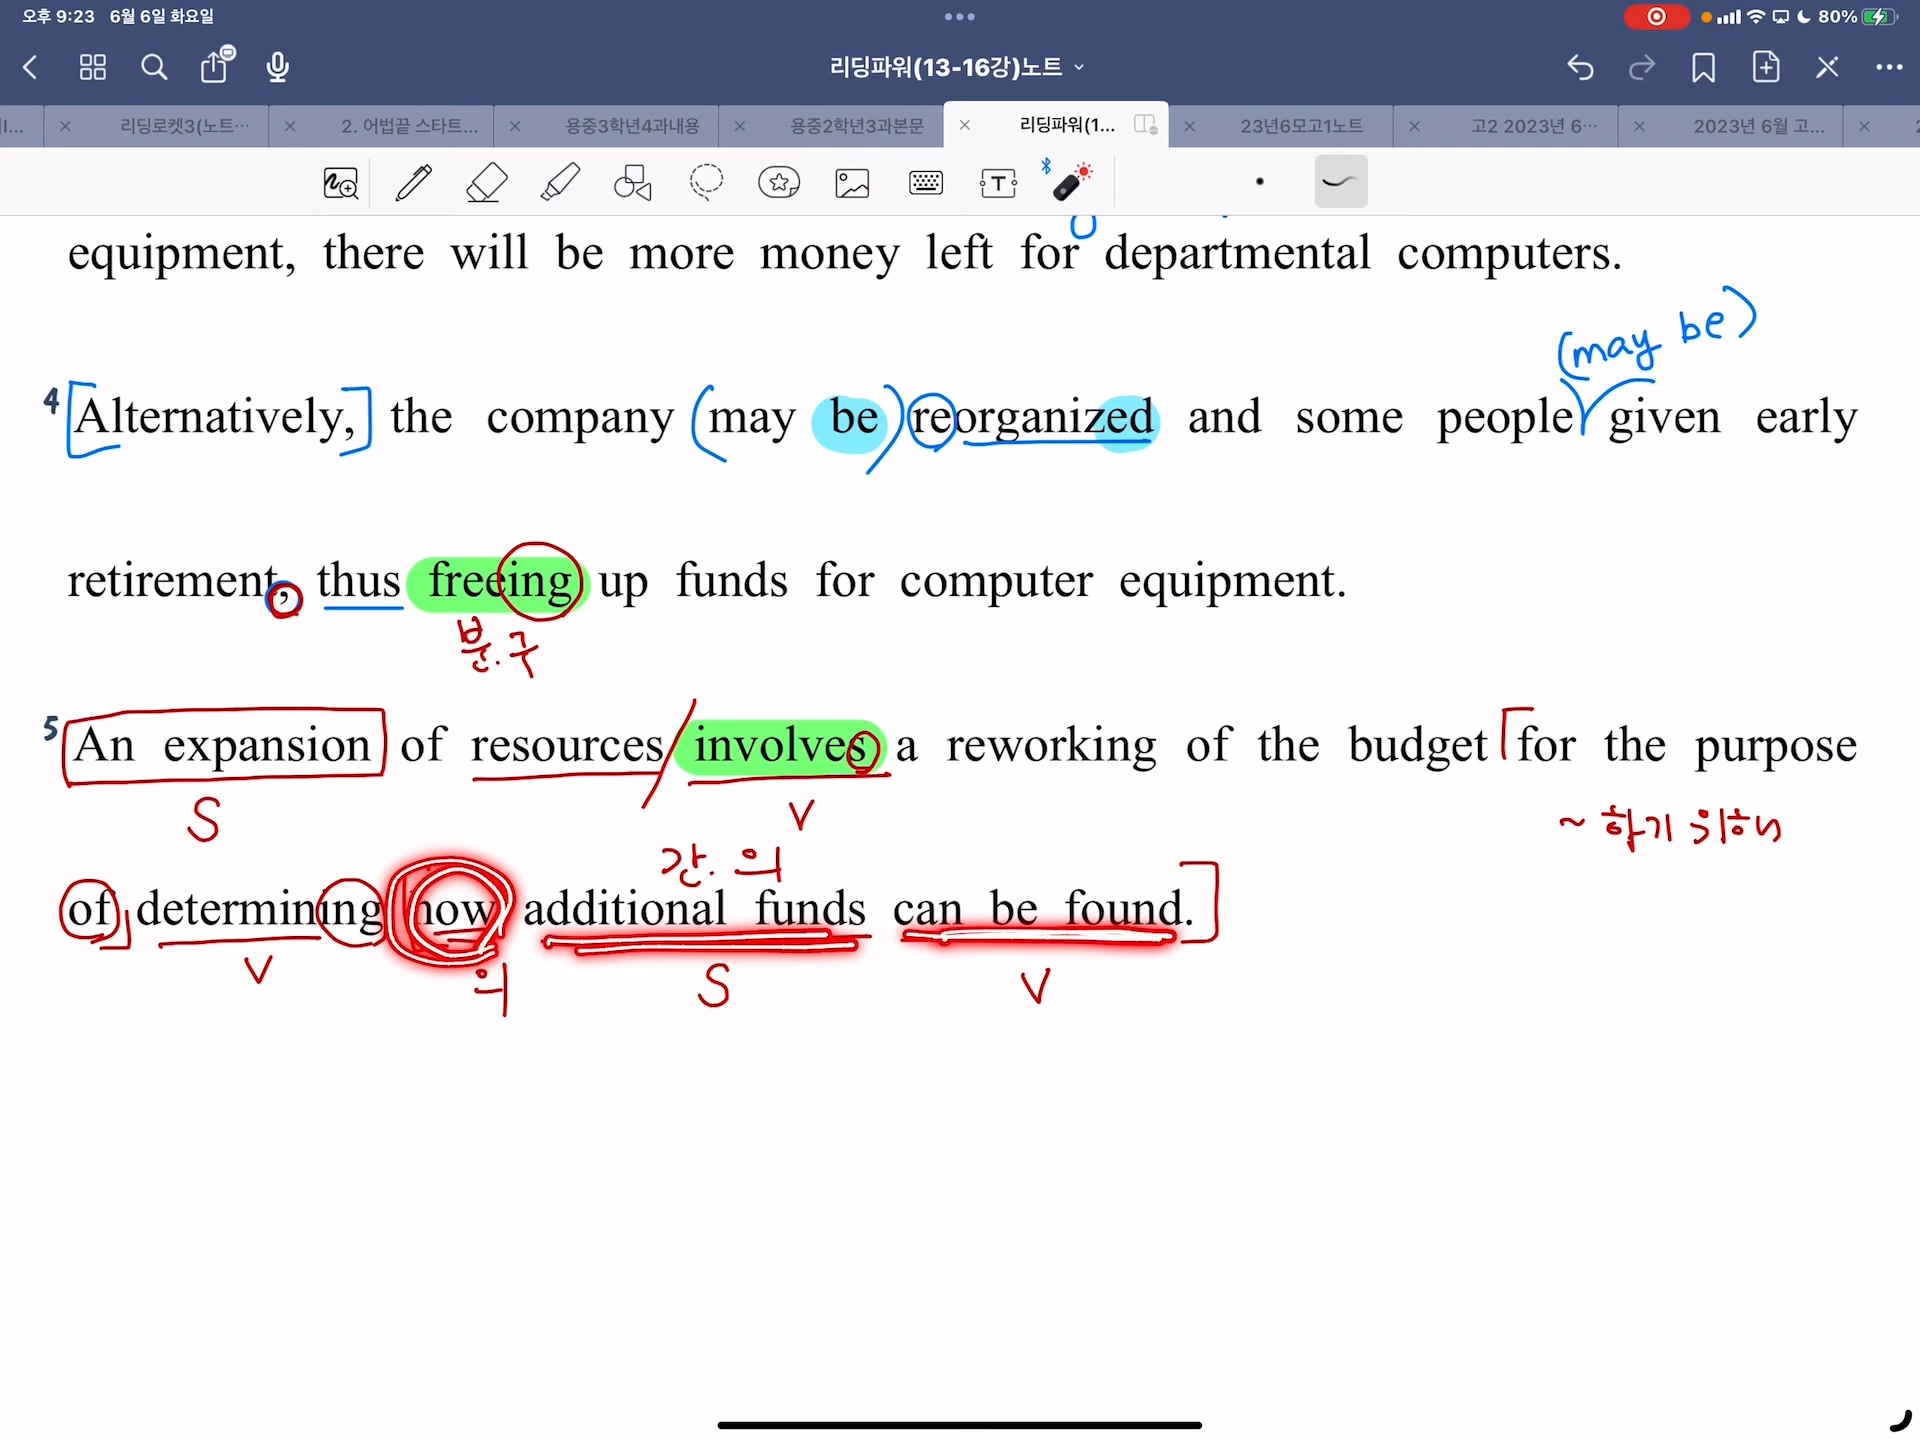 오후 9:23 6월 6일 화요일
80%
리딩파워(13-16강)노트
리딩로켓3(노트…
2. 어법끝 스타트...
용중3학년4과내용
용중2학년3과본문
리딩파워(1...
23년6모고1노트
고2 2023년 6…
2023년 6월 고...
equipment, there will be more money left for departmental computers.
(may be)
4 [Alternatively,] the company (may be) reorganized and some people given early
retirement, thus freeing up funds for computer equipment.
분.구
5 An expansion of resources / involves a reworking of the budget [for the purpose
S V ~하기 위해
간.의
of] determining how additional funds can be found.]
V 의 S V